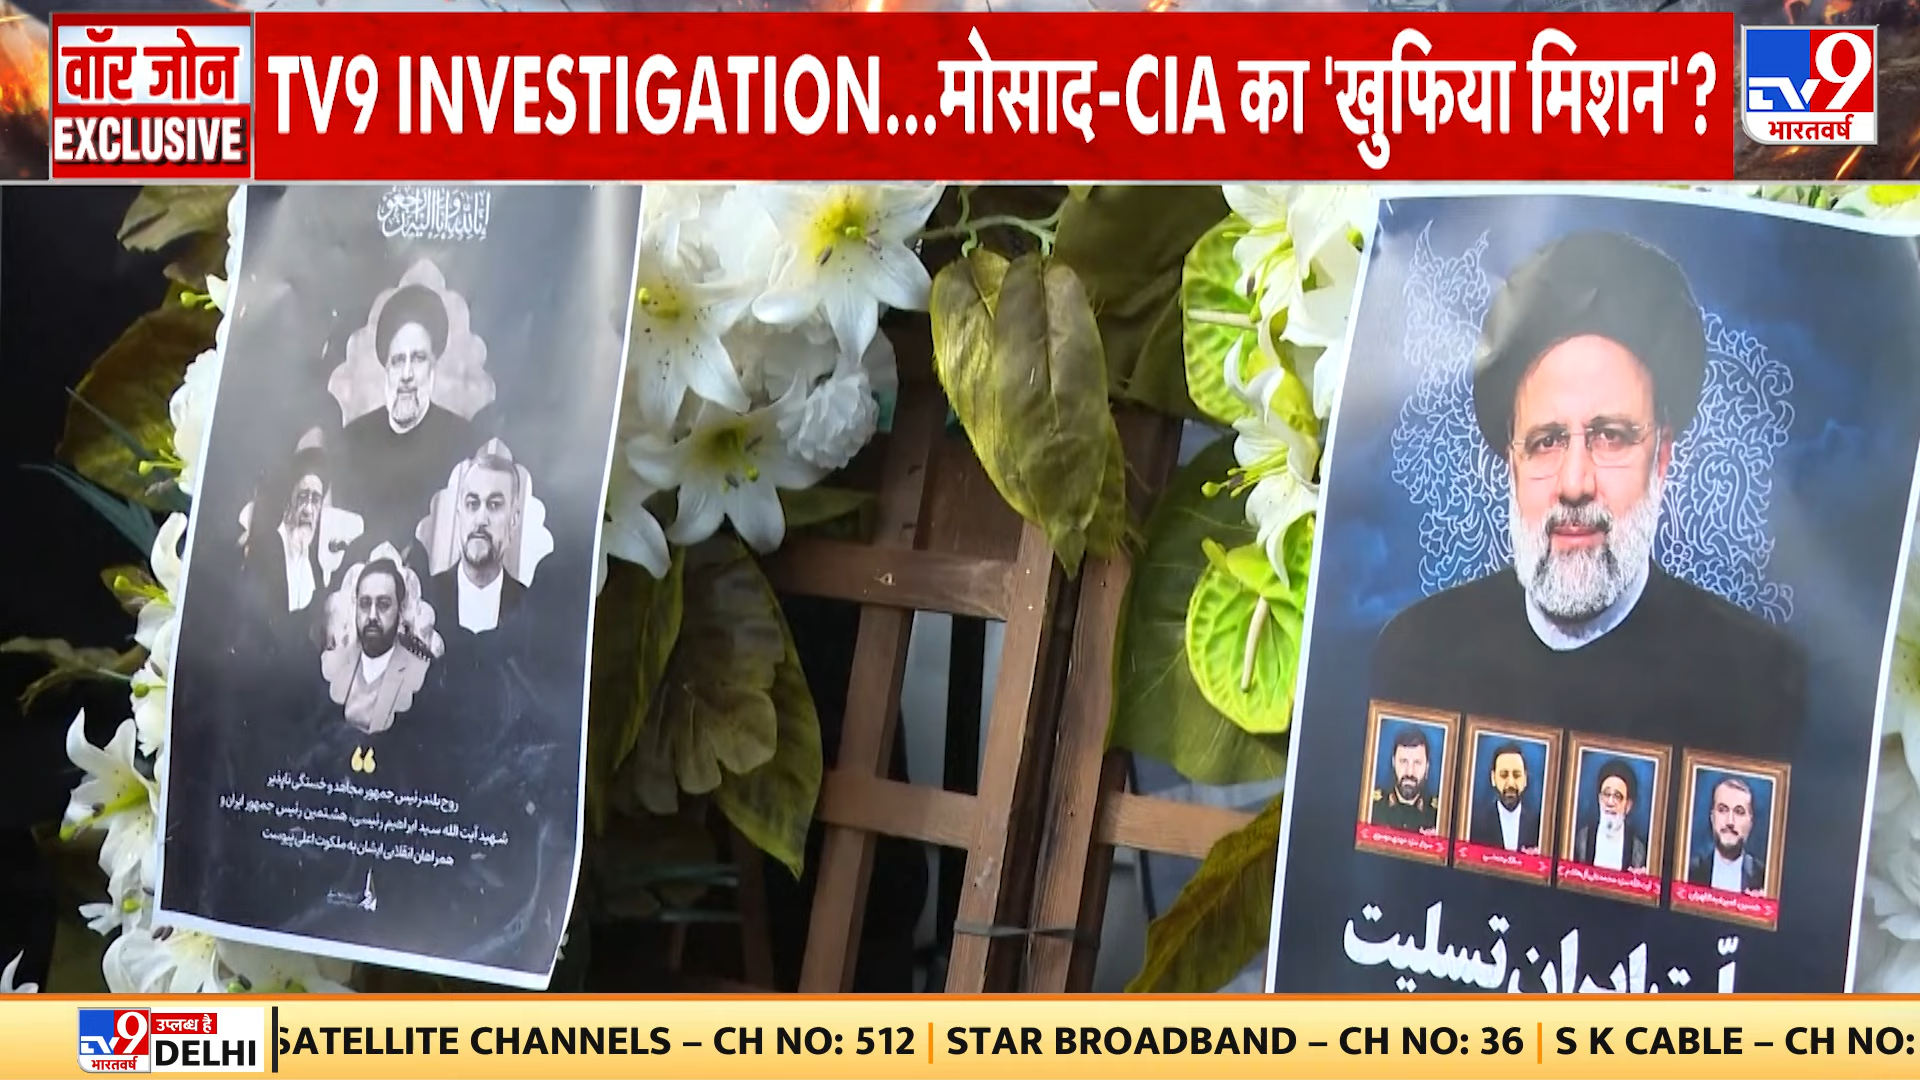 वॉर जोन
EXCLUSIVE
TV9 INVESTIGATION...मोसाद-CIA का 'खुफिया मिशन'?
TV9
भारतवर्ष
روح بلند رئیس جمهور مجاهد و خستگی ناپذیر
شهید آیت الله سید ابراهیم رئیسی، هشتمین رئیس جمهور ایران و
همراهان انقلابی ایشان به ملکوت اعلی پیوست
تسلیت
TV9
भारतवर्ष
उपलब्ध है
DELHI
SATELLITE CHANNELS – CH NO: 512 | STAR BROADBAND – CH NO: 36 | S K CABLE – CH NO: